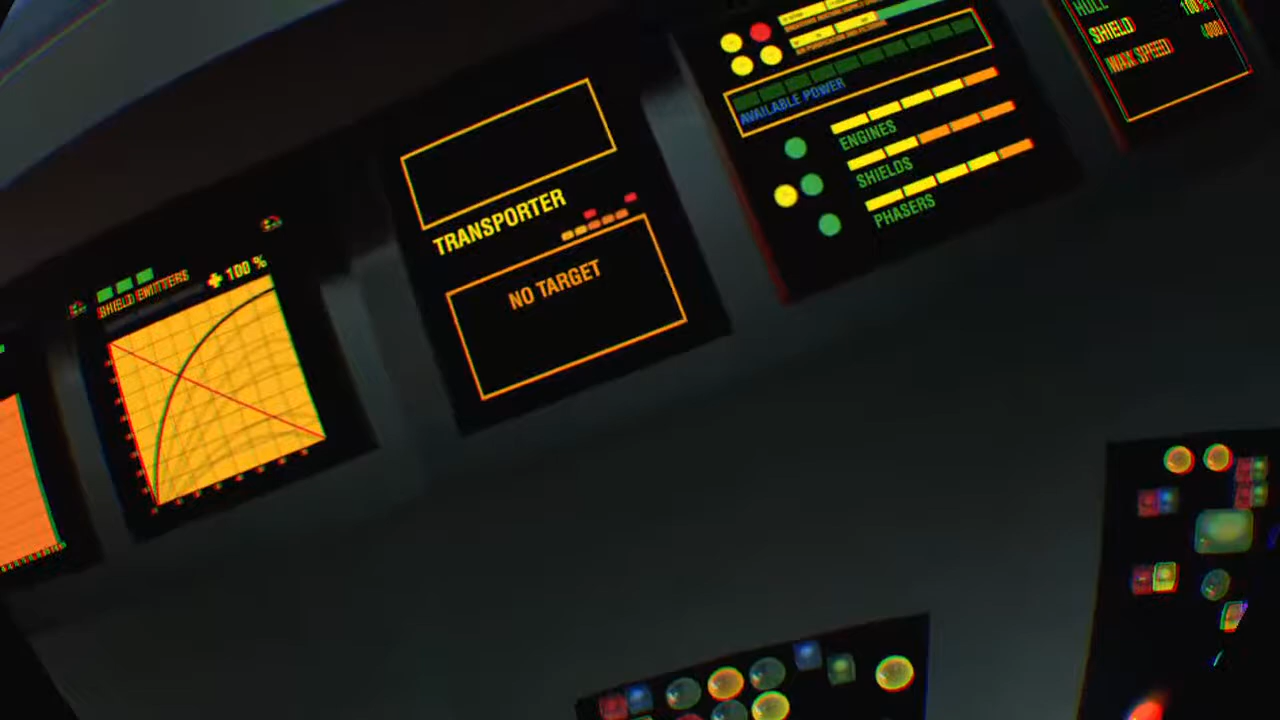 SHIELD EMITTERS
100 %
TRANSPORTER
NO TARGET
AVAILABLE POWER
ENGINES
SHIELDS
PHASERS
HULL
SHIELD
100%
MAX SPEED